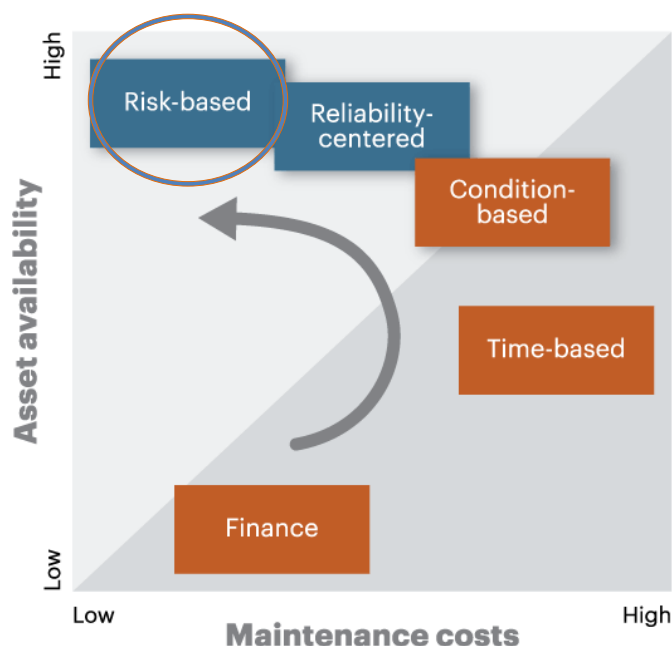 High
Risk-based
Reliability-
centered
Condition-
based
Asset availability
Time-based
Finance
Low
Low
High
Maintenance costs